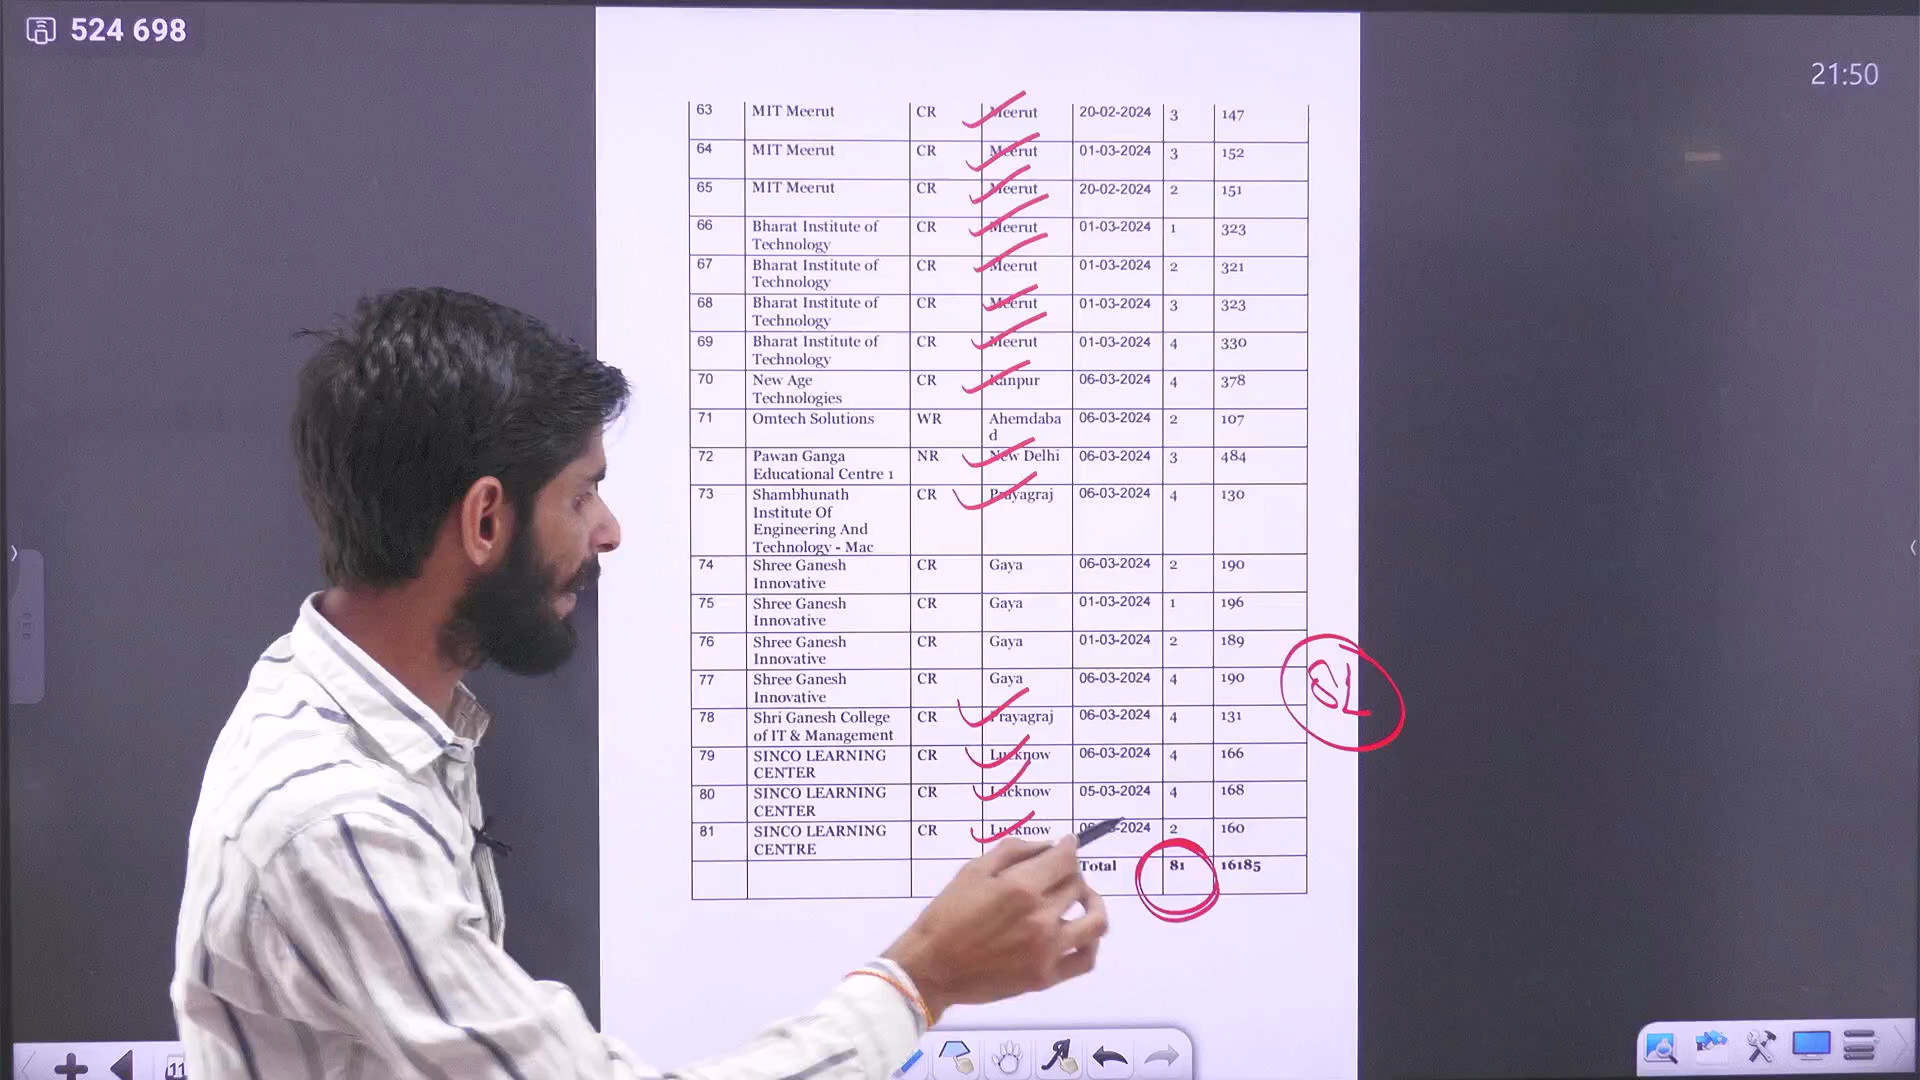 524 698
21:50
63 MIT Meerut CR Meerut 20-02-2024 3 147
64 MIT Meerut CR Meerut 01-03-2024 3 152
65 MIT Meerut CR Meerut 20-02-2024 2 151
66 Bharat Institute of CR Meerut 01-03-2024 1 323
Technology
67 Bharat Institute of CR Meerut 01-03-2024 2 321
Technology
68 Bharat Institute of CR Meerut 01-03-2024 3 323
Technology
69 Bharat Institute of CR Meerut 01-03-2024 4 330
Technology
70 New Age CR Kanpur 06-03-2024 4 378
Technologies
71 Omtech Solutions WR Ahemdaba 06-03-2024 2 107
d
72 Pawan Ganga NR New Delhi 06-03-2024 3 484
Educational Centre 1
73 Shambhunath CR Prayagraj 06-03-2024 4 130
Institute Of
Engineering And
Technology - Mac
74 Shree Ganesh CR Gaya 06-03-2024 2 190
Innovative
75 Shree Ganesh CR Gaya 01-03-2024 1 196
Innovative
76 Shree Ganesh CR Gaya 01-03-2024 2 189
Innovative
77 Shree Ganesh CR Gaya 06-03-2024 4 190
Innovative
81
78 Shri Ganesh College CR Prayagraj 06-03-2024 4 131
of IT & Management
79 SINCO LEARNING CR Lucknow 06-03-2024 4 166
CENTER
80 SINCO LEARNING CR Lucknow 05-03-2024 4 168
CENTER
81 SINCO LEARNING CR Lucknow 2 160
CENTRE
Total 81 16185
11